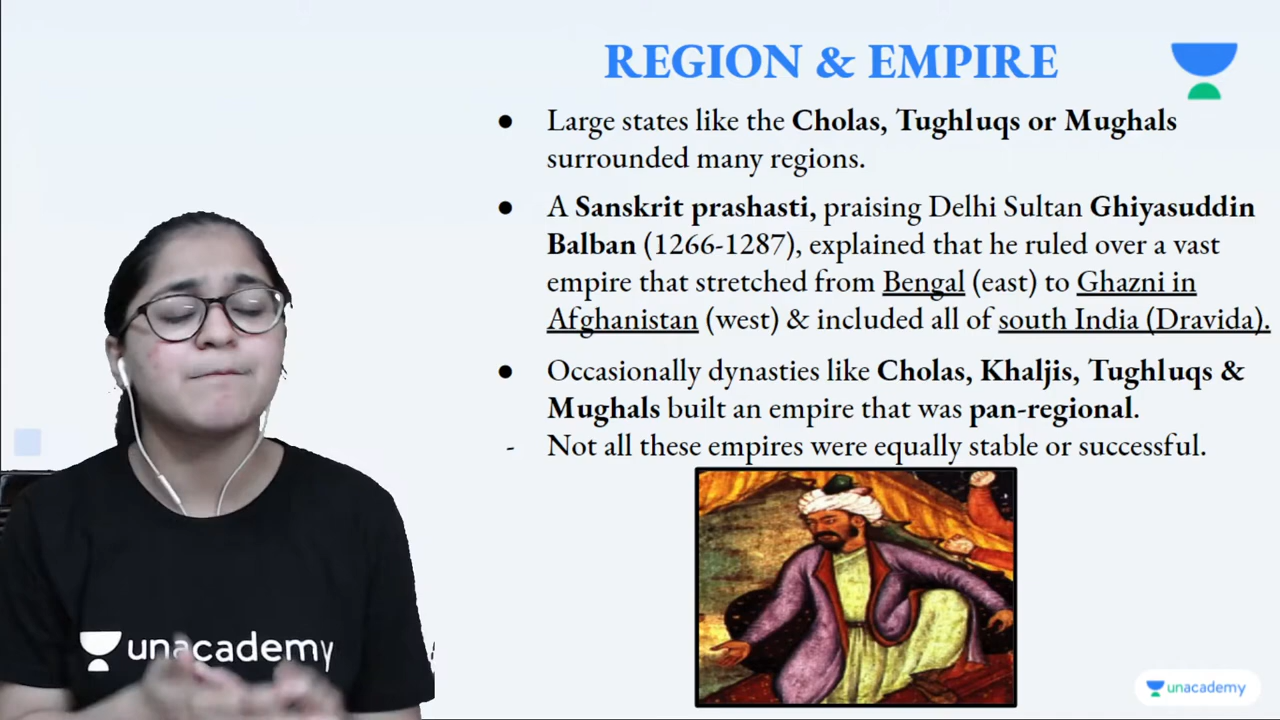 REGION & EMPIRE
● Large states like the Cholas, Tughluqs or Mughals
surrounded many regions.
● A Sanskrit prashasti, praising Delhi Sultan Ghiyasuddin
Balban (1266-1287), explained that he ruled over a vast
empire that stretched from Bengal (east) to Ghazni in
Afghanistan (west) & included all of south India (Dravida).
● Occasionally dynasties like Cholas, Khaljis, Tughluqs &
Mughals built an empire that was pan-regional.
- Not all these empires were equally stable or successful.
unacademy
unacademy